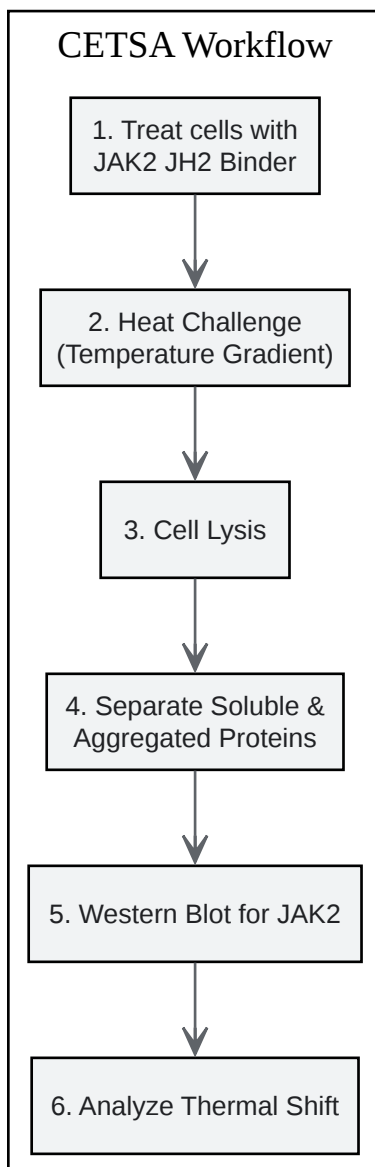 CETSA Workflow
1. Treat cells with
JAK2 JH2 Binder
2. Heat Challenge
(Temperature Gradient)
3. Cell Lysis
4. Separate Soluble &
Aggregated Proteins
5. Western Blot for JAK2
6. Analyze Thermal Shift